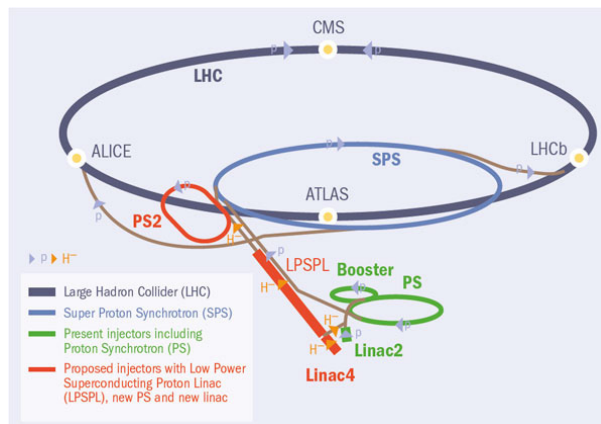 CMS
p
p
LHC
ALICE
LHCb
SPS
p
p
ATLAS
PS2
p
p
H⁻
p
LPSPL
H⁻
Booster
p
PS
p
H⁻
H⁻
p
Linac2
Linac4
p H⁻
Large Hadron Collider (LHC)
Super Proton Synchrotron (SPS)
Present injectors including
Proton Synchrotron (PS)
Proposed injectors with Low Power
Superconducting Proton Linac
(LPSPL), new PS and new linac